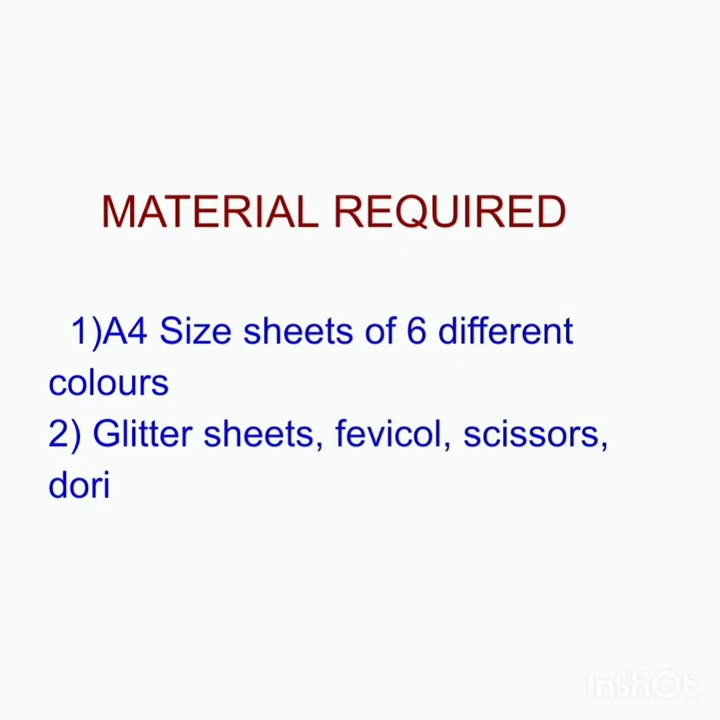 MATERIAL REQUIRED
1)A4 Size sheets of 6 different
colours
2) Glitter sheets, fevicol, scissors,
dori
InShOt